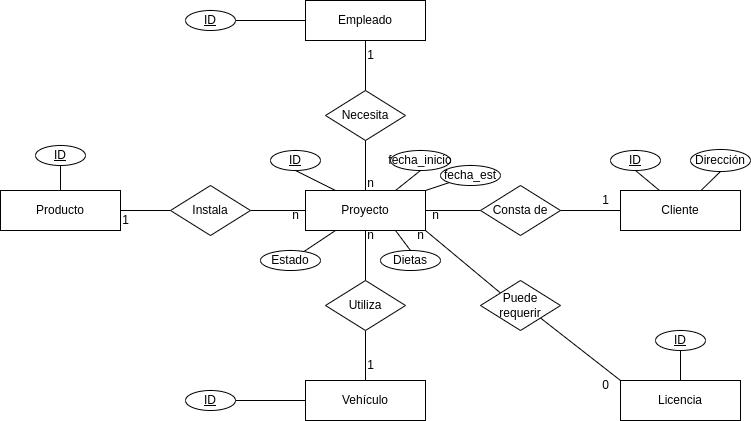 ID
Empleado
1
Necesita
n
ID
ID
fecha_inicio
fecha_est
ID
Dirección
Producto
1
Instala
n
Proyecto
n
Consta de
1
Cliente
Estado
n
Dietas
n
Utiliza
Puede
requerir
ID
1
0
ID
Vehículo
Licencia